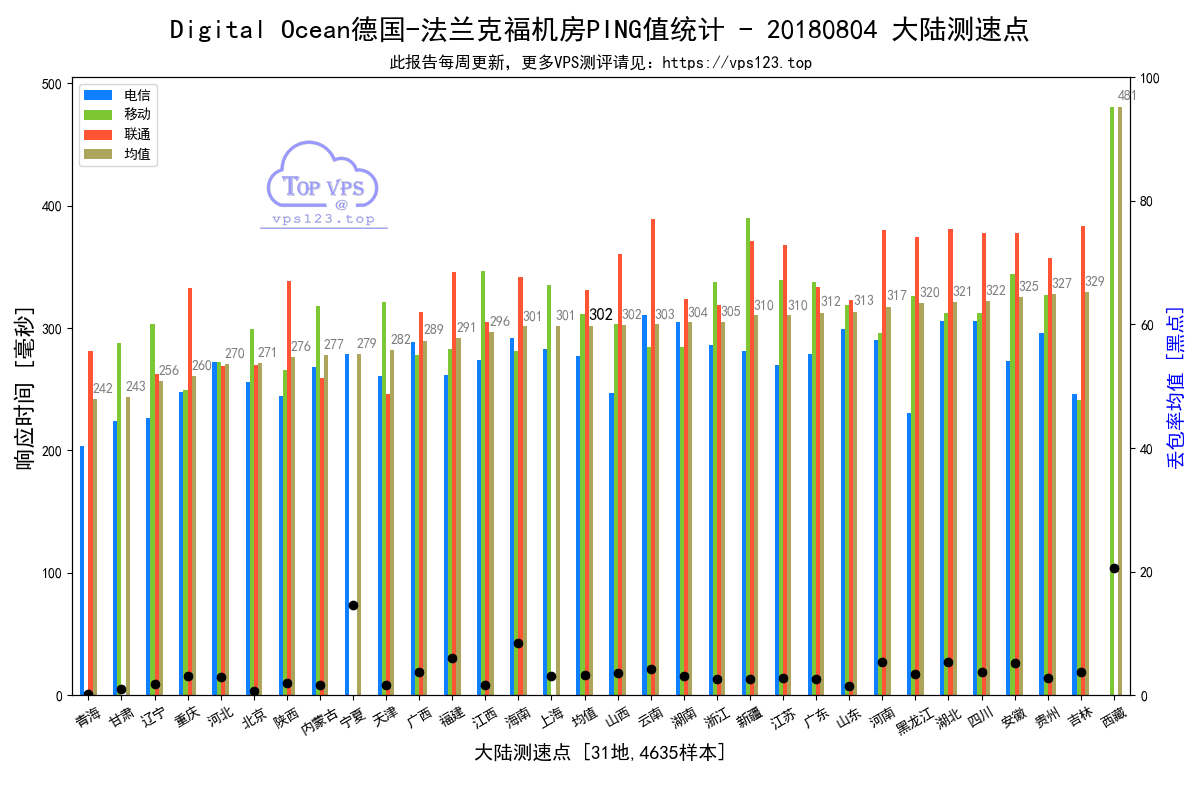 Digital Ocean德国-法兰克福机房PING值统计 - 20180804 大陆测速点
此报告每周更新，更多VPS测评请见：https://vps123.top
电信
移动
联通
均值
TOP VPS
@
vps123.top
响应时间 [毫秒]
500
400
300
200
100
0
丢包率均值 [黑点]
100
80
60
40
20
0
242
243
256
260
270
271
276
277
279
282
289
291
296
301
301
302
302
303
304
305
310
310
312
313
317
320
321
322
325
327
329
481
青海
甘肃
辽宁
重庆
河北
北京
陕西
内蒙古
宁夏
天津
广西
福建
江西
海南
上海
均值
山西
云南
湖南
浙江
新疆
江苏
广东
山东
河南
黑龙江
湖北
四川
安徽
贵州
吉林
西藏
大陆测速点 [31地,4635样本]